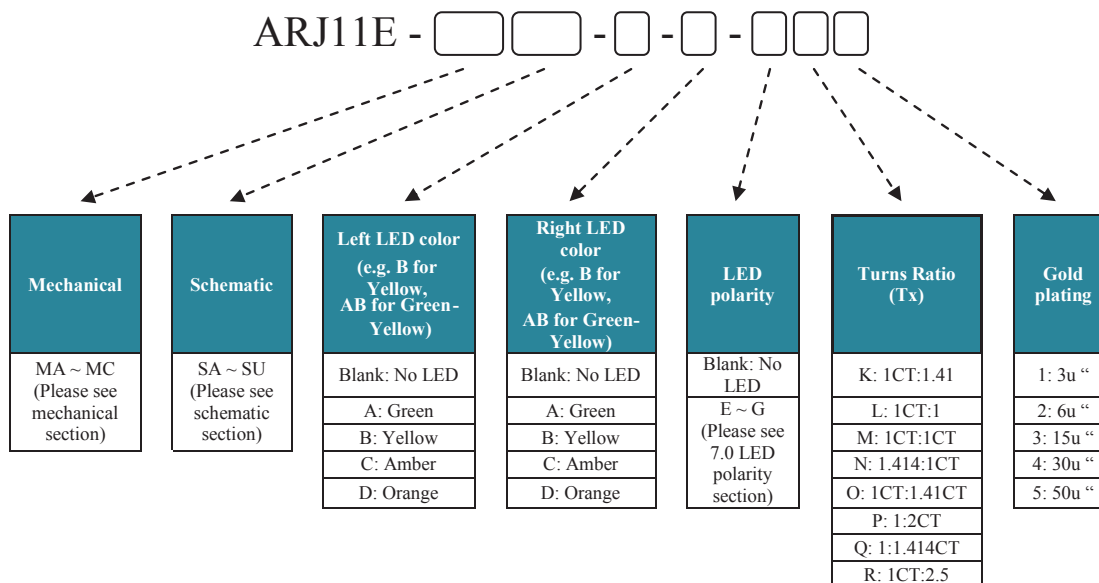 ARJ11E - - - -
Mechanical
MA ~ MC
(Please see
mechanical
section)
Schematic
SA ~ SU
(Please see
schematic
section)
Left LED color
(e.g. B for
Yellow,
AB for Green-
Yellow)
Blank: No LED
A: Green
B: Yellow
C: Amber
D: Orange
Right LED
color
(e.g. B for
Yellow,
AB for Green-
Yellow)
Blank: No LED
A: Green
B: Yellow
C: Amber
D: Orange
LED
polarity
Blank: No
LED
E ~ G
(Please see
7.0 LED
polarity
section)
Turns Ratio
(Tx)
K: 1CT:1.41
L: 1CT:1
M: 1CT:1CT
N: 1.414:1CT
O: 1CT:1.41CT
P: 1:2CT
Q: 1:1.414CT
R: 1CT:2.5
Gold
plating
1: 3u “
2: 6u “
3: 15u “
4: 30u “
5: 50u “